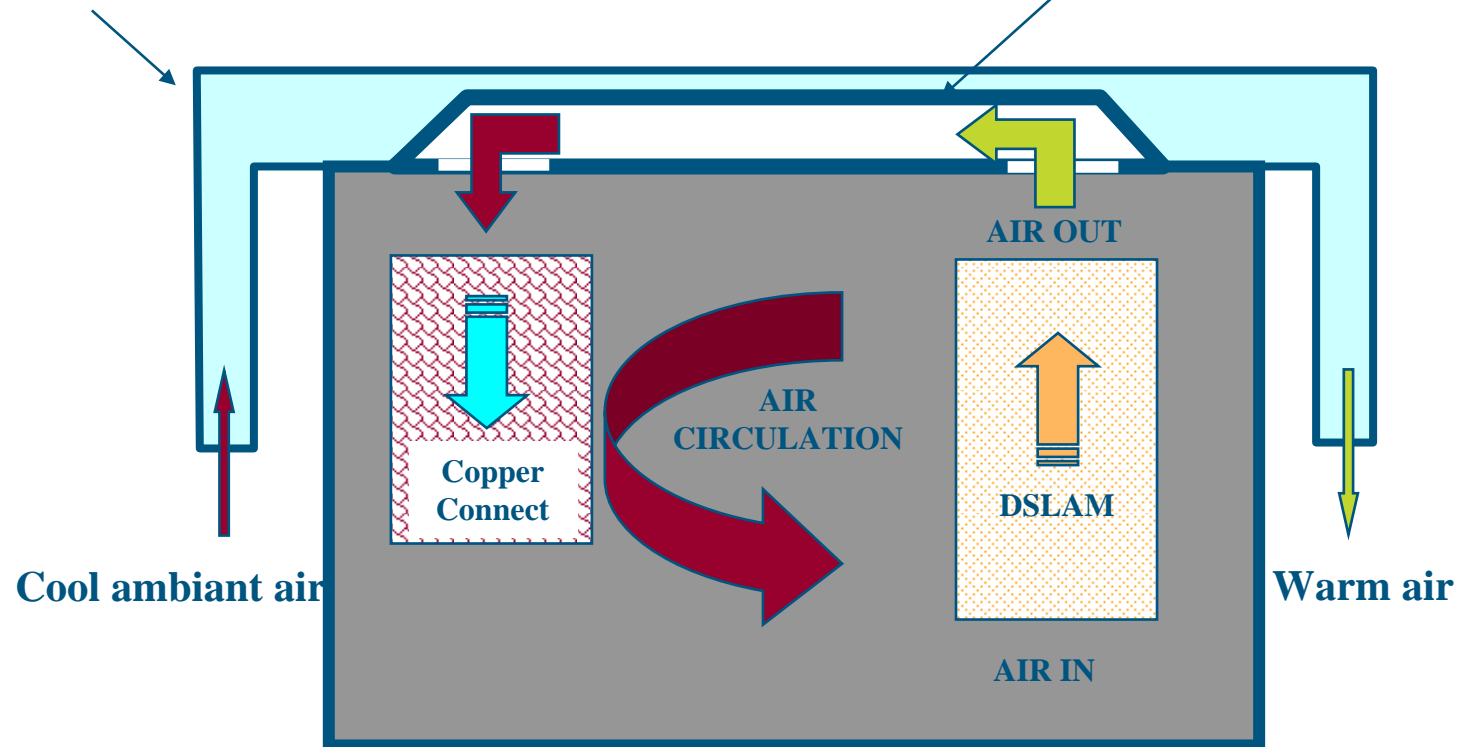 AIR OUT
AIR
CIRCULATION
Copper
Connect
DSLAM
Cool ambiant air
Warm air
AIR IN